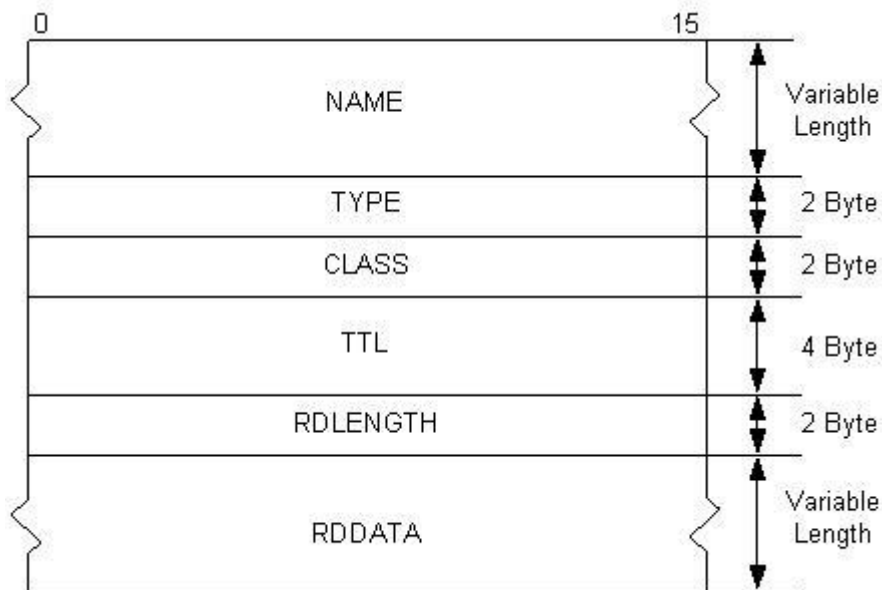 0 15
NAME
Variable
Length
TYPE
2 Byte
CLASS
2 Byte
TTL
4 Byte
RDLENGTH
2 Byte
RDDATA
Variable
Length